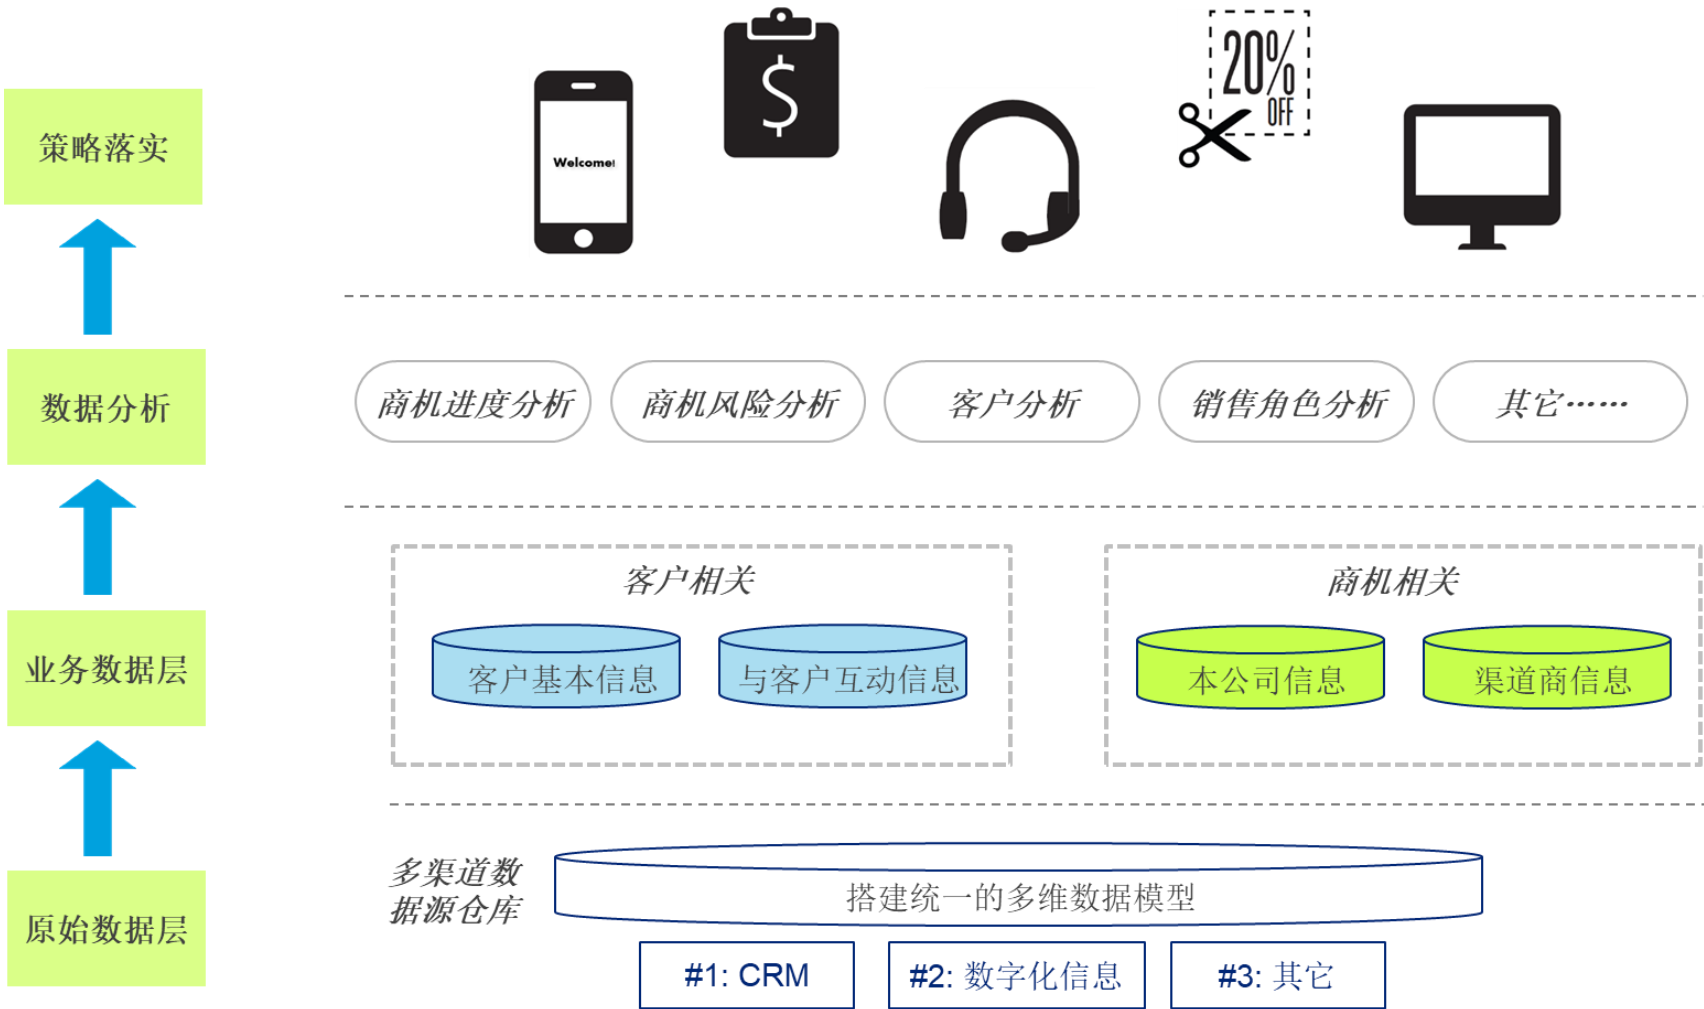 策略落实
Welcome!
$
20%
OFF
数据分析
商机进度分析
商机风险分析
客户分析
销售角色分析
其它……
业务数据层
客户相关
客户基本信息
与客户互动信息
商机相关
本公司信息
渠道商信息
原始数据层
多渠道数
据源仓库
搭建统一的多维数据模型
#1: CRM
#2: 数字化信息
#3: 其它